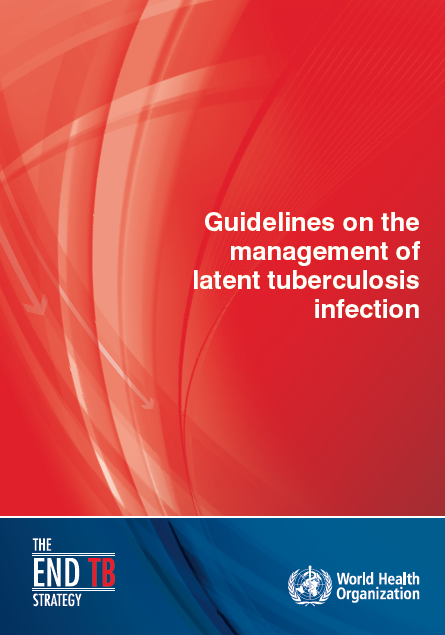 Guidelines on the
management of
latent tuberculosis
infection
THE
END TB
STRATEGY
World Health
Organization